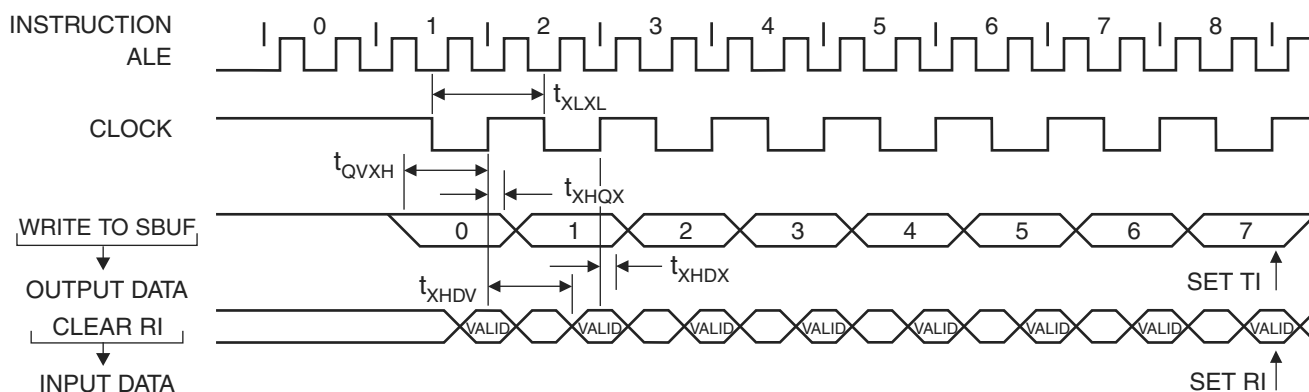 INSTRUCTION 0 1 2 3 4 5 6 7 8
ALE
tXLXL
CLOCK
tQVXH
tXHQX
WRITE TO SBUF 0 1 2 3 4 5 6 7
tXHDX
SET TI
tXHDV
OUTPUT DATA
CLEAR RI VALID VALID VALID VALID VALID VALID VALID VALID
INPUT DATA
SET RI